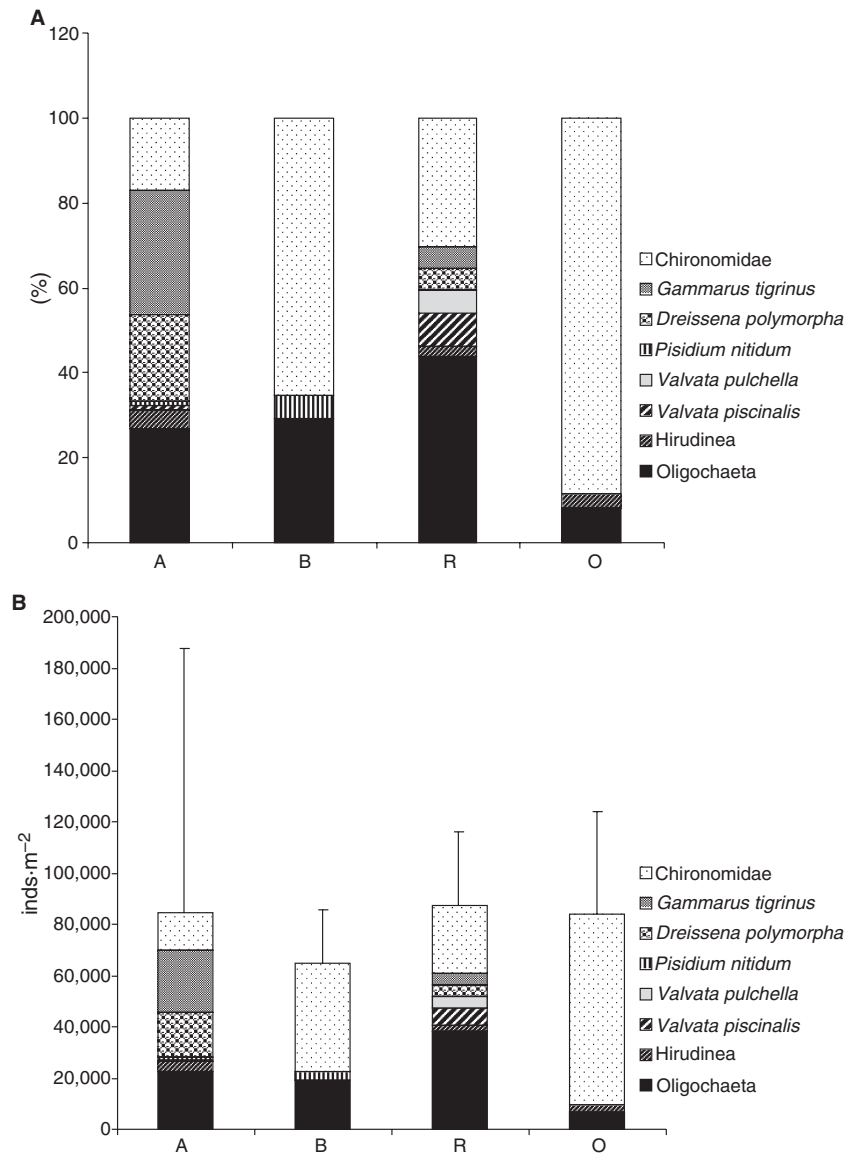 A
120
100
80
60
40
20
0
(%)
A B R O
Chironomidae
Gammarus tigrinus
Dreissena polymorpha
Pisidium nitidum
Valvata pulchella
Valvata piscinalis
Hirudinea
Oligochaeta
B
200,000
180,000
160,000
140,000
120,000
100,000
80,000
60,000
40,000
20,000
0
inds·m⁻²
A B R O
Chironomidae
Gammarus tigrinus
Dreissena polymorpha
Pisidium nitidum
Valvata pulchella
Valvata piscinalis
Hirudinea
Oligochaeta